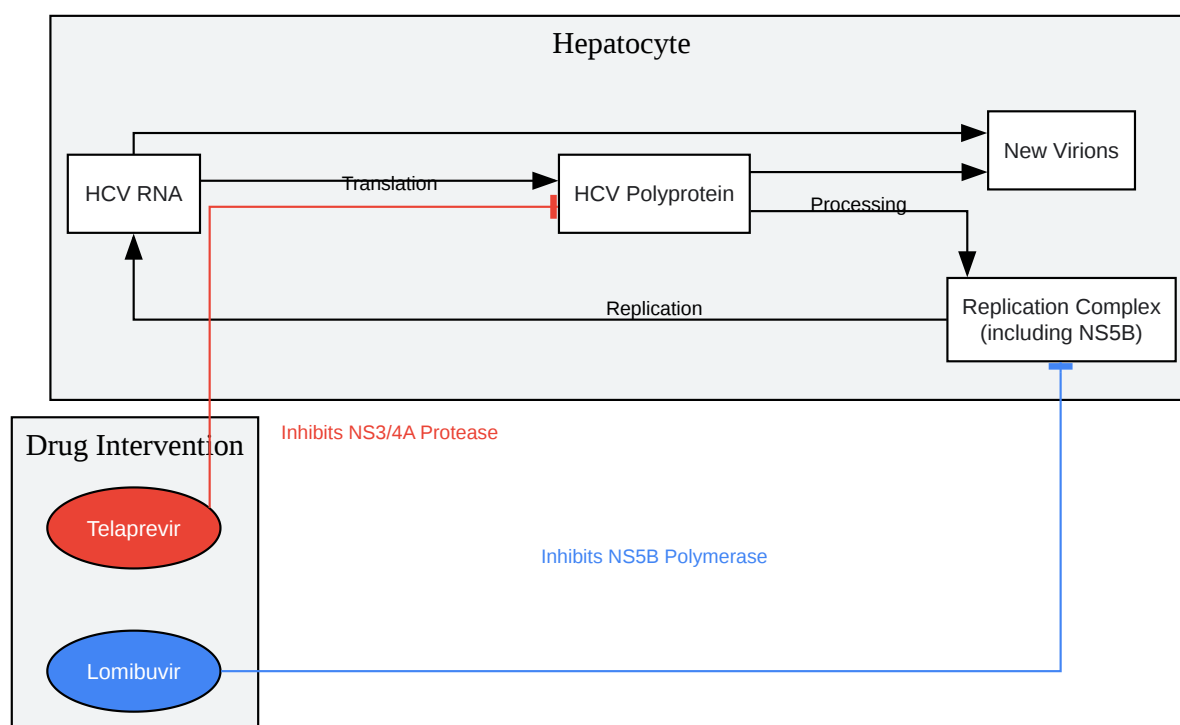 Hepatocyte
New Virions
HCV RNA
Translation
HCV Polyprotein
Processing
Replication Complex
(including NS5B)
Replication
Drug Intervention
Inhibits NS3/4A Protease
Telaprevir
Inhibits NS5B Polymerase
Lomibuvir